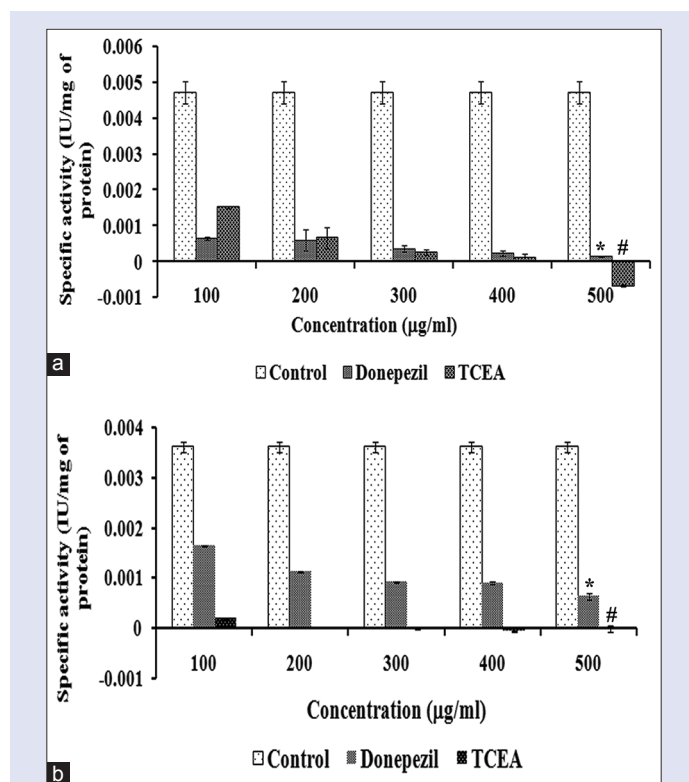 0.006
0.005
0.004
0.003
0.002
0.001
0
-0.001
Specific activity (IU/mg of
protein)
* #
100 200 300 400 500
Concentration (µg/ml)
a
Control Donepezil TCEA
0.004
0.003
0.002
0.001
0
-0.001
Specific activity (IU/mg of
protein)
*
#
100 200 300 400 500
Concentration (µg/ml)
Control Donepezil TCEA
b